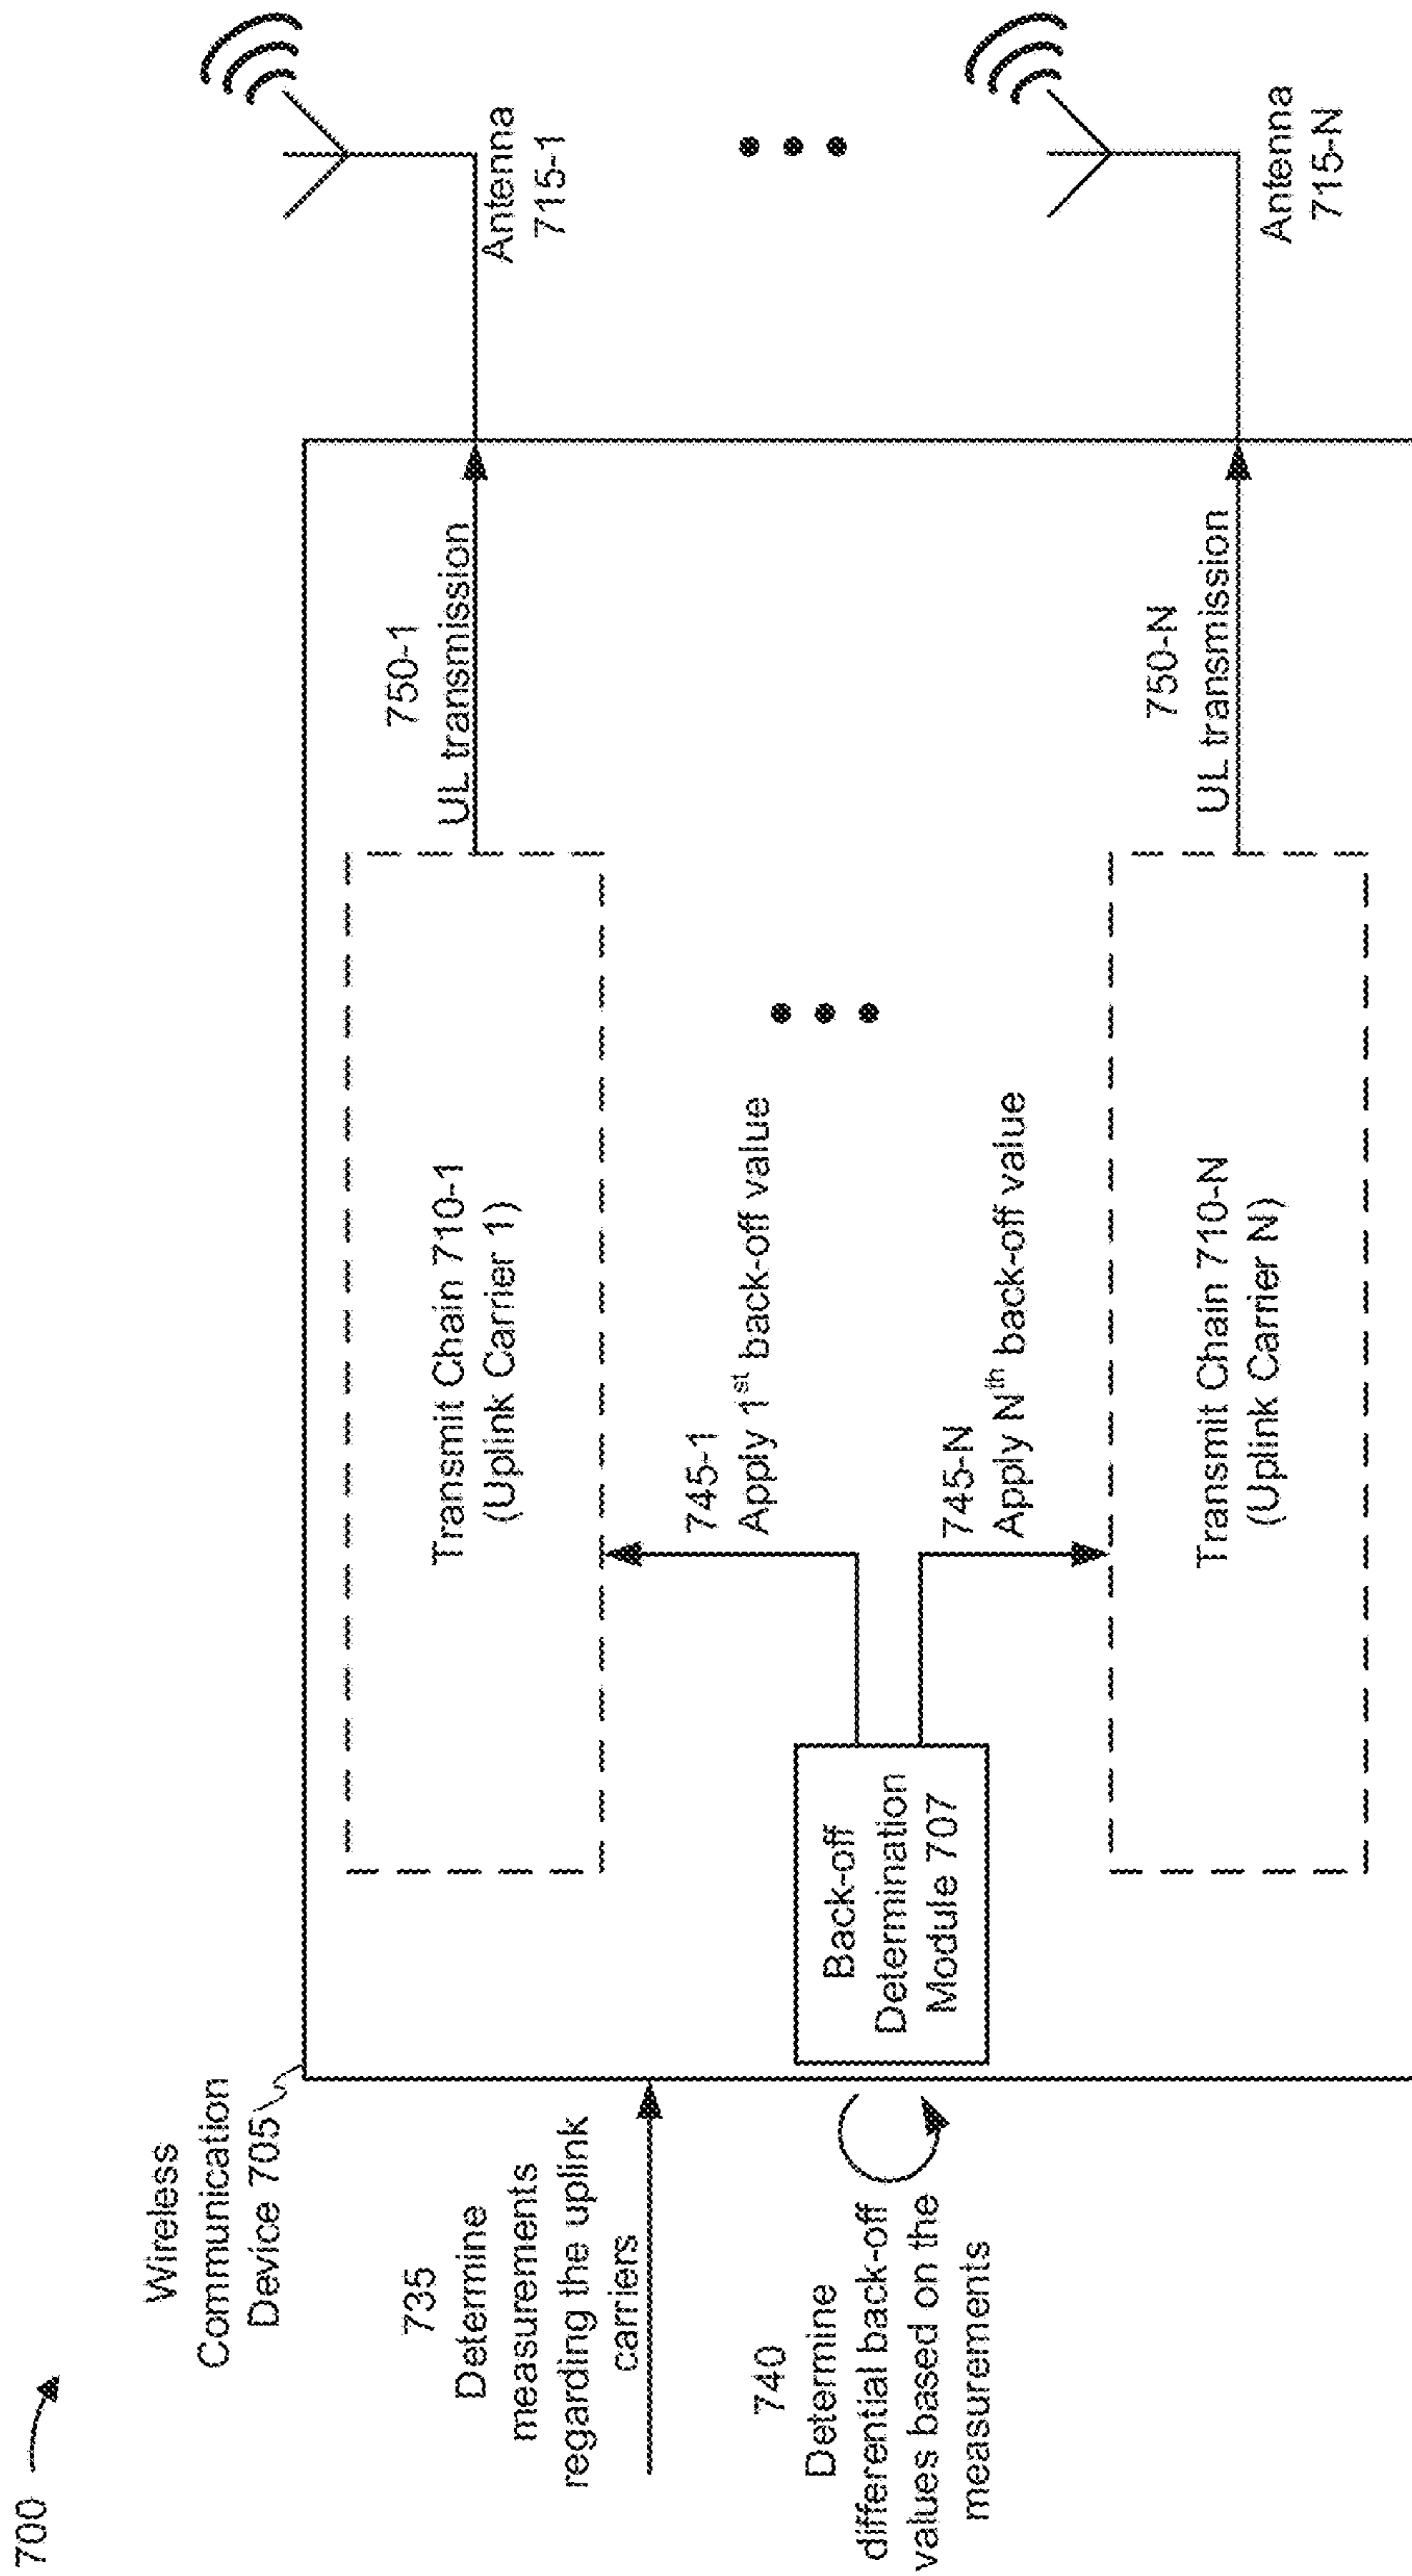 700
Wireless
Communication
Device 705
735
Determine
measurements
regarding the uplink
carriers
740
Determine
differential back-off
values based on the
measurements
Back-off
Determination
Module 707
745-1
Apply 1st back-off value
745-N
Apply Nth back-off value
Transmit Chain 710-1
(Uplink Carrier 1)
Transmit Chain 710-N
(Uplink Carrier N)
750-1
UL transmission
750-N
UL transmission
Antenna
715-1
Antenna
715-N